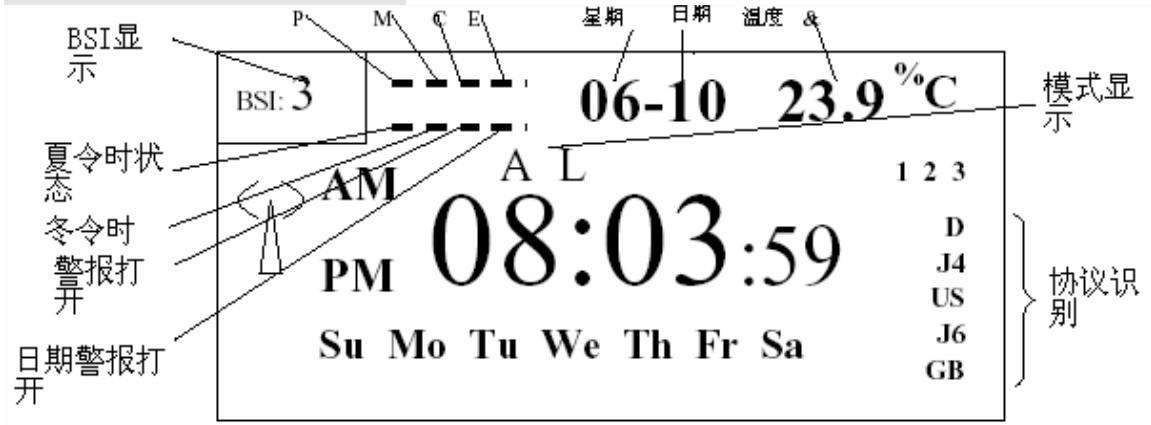 P M C E 星期 日期 温度 &
BSI显
示
BSI: 3
06-10 23.9 %C
模式显
示
夏令时状
态
A L
AM
1 2 3
冬令时
08:03:59
D
警报打
开
PM
J4
US
协议识
别
日期警报打
开
Su Mo Tu We Th Fr Sa
J6
GB